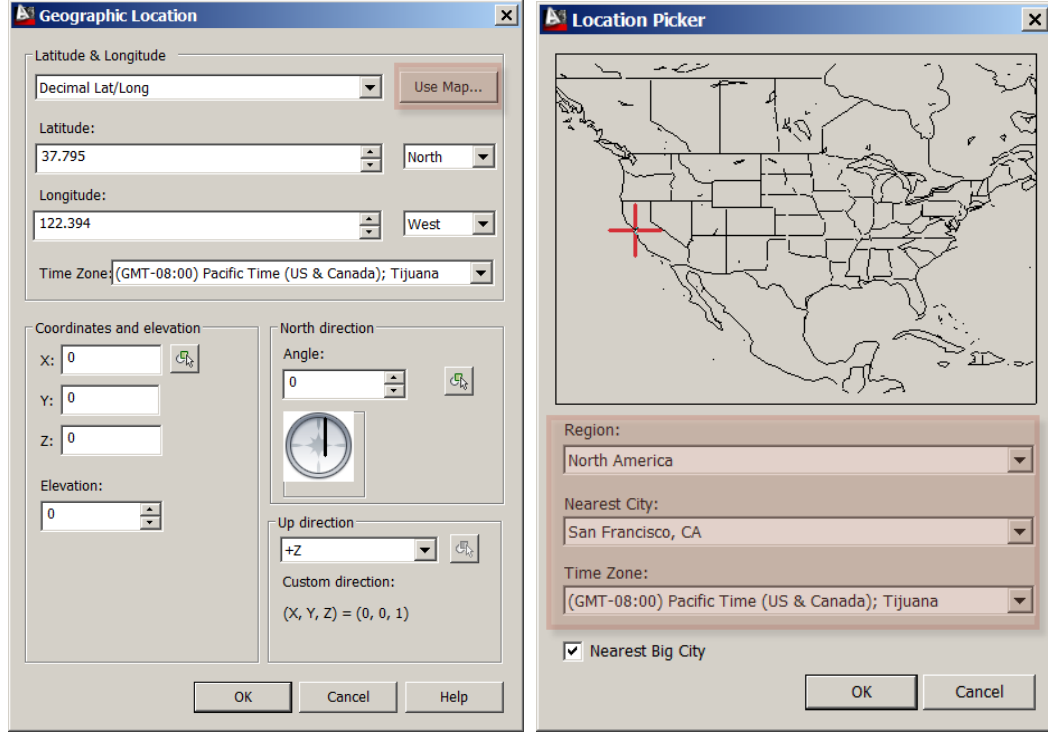 Geographic Location
Latitude & Longitude
Decimal Lat/Long
Use Map...
Latitude:
37.795
North
Longitude:
122.394
West
Time Zone: (GMT-08:00) Pacific Time (US & Canada); Tijuana
Coordinates and elevation
X: 0
Y: 0
Z: 0
Elevation:
0
North direction
Angle:
0
Up direction
+Z
Custom direction:
(X, Y, Z) = (0, 0, 1)
OK Cancel Help
Location Picker
Region:
North America
Nearest City:
San Francisco, CA
Time Zone:
(GMT-08:00) Pacific Time (US & Canada); Tijuana
Nearest Big City
OK Cancel